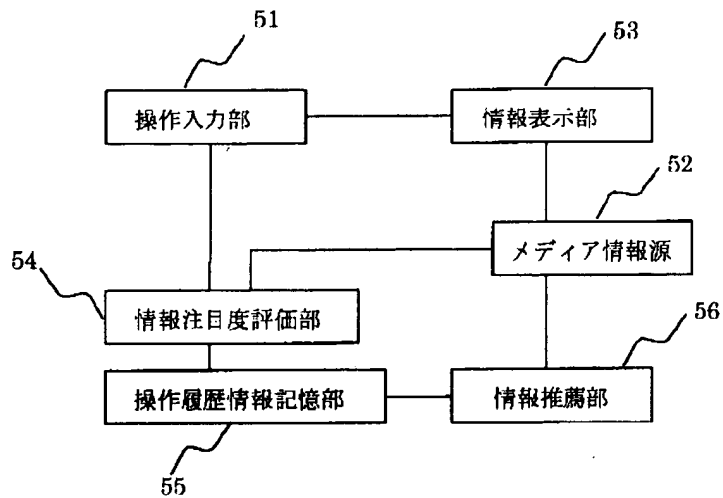 51
53
操作入力部
情報表示部
52
メディア情報源
54
情報注目度評価部
56
操作履歴情報記憶部
情報推薦部
55